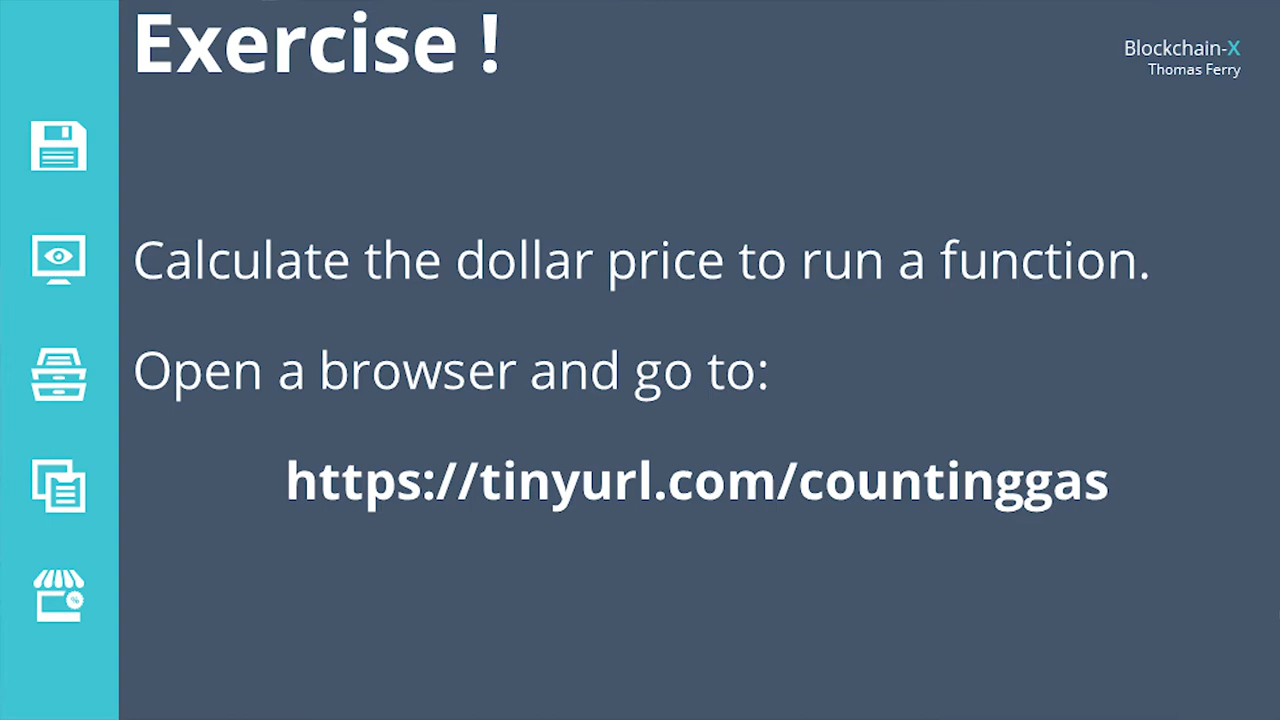 Exercise !
Blockchain-X
Thomas Ferry
Calculate the dollar price to run a function.
Open a browser and go to:
https://tinyurl.com/countinggas
%